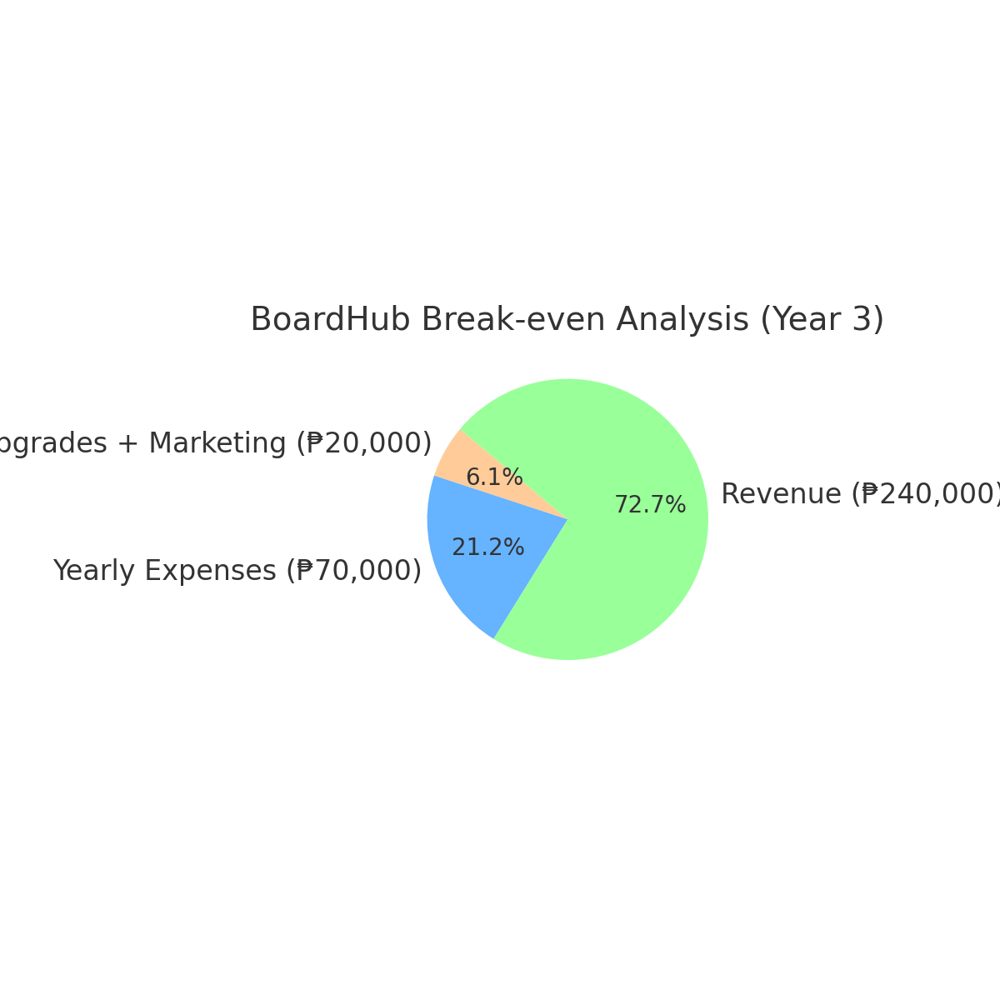 BoardHub Break-even Analysis (Year 3)
+ Marketing (₱20,000)
6.1%
72.7%
Revenue (₱240,000)
21.2%
Yearly Expenses (₱70,000)